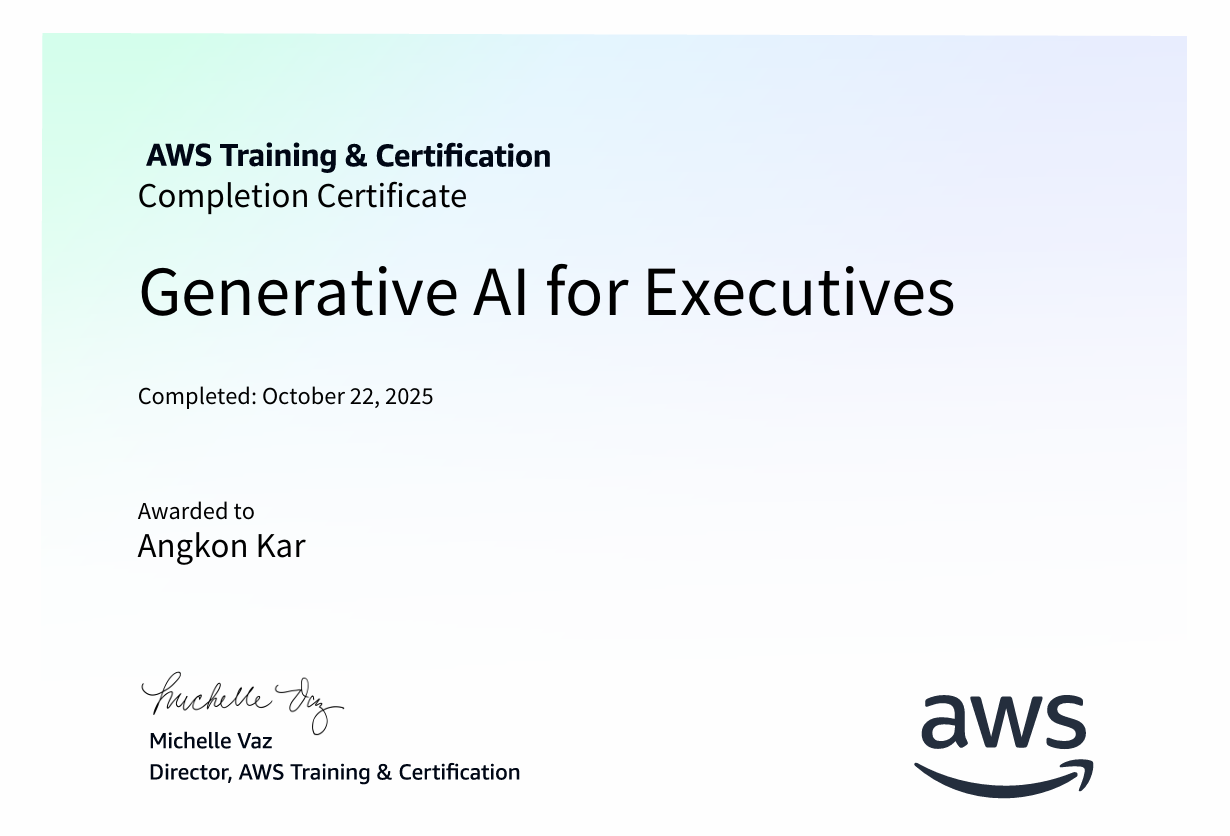 AWS Training & Certification
Completion Certificate
Generative AI for Executives
Completed: October 22, 2025
Awarded to
Angkon Kar
Michelle Vaz
Michelle Vaz
Director, AWS Training & Certification
aws